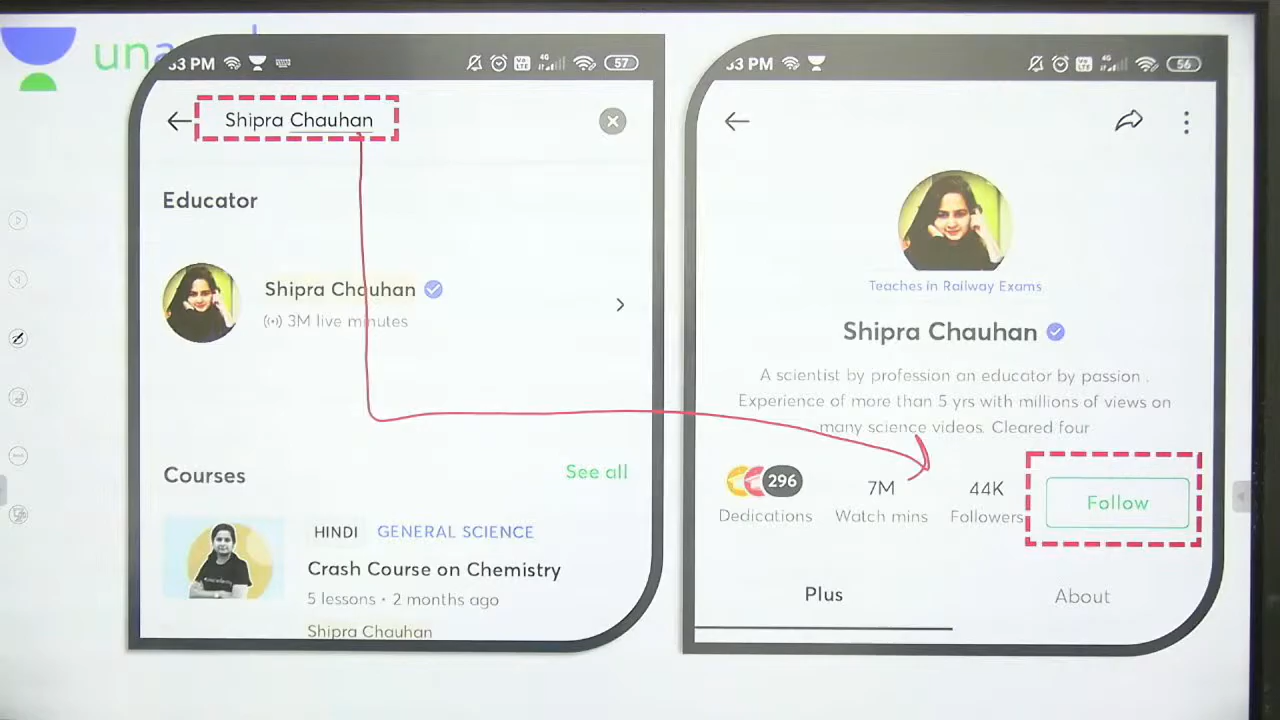 un
33 PM
57
Shipra Chauhan
Educator
Shipra Chauhan
3M live minutes
Courses
See all
HINDI GENERAL SCIENCE
Crash Course on Chemistry
5 lessons • 2 months ago
Shipra Chauhan
33 PM
56
Teaches in Railway Exams
Shipra Chauhan
A scientist by profession an educator by passion .
Experience of more than 5 yrs with millions of views on
many science videos. Cleared four
296
Dedications
7M
Watch mins
44K
Followers
Follow
Plus
About